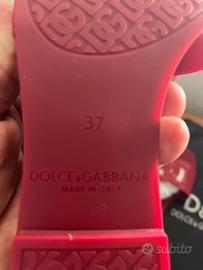 37
DOLCE&GABBANA
MADE IN ITALY
subito